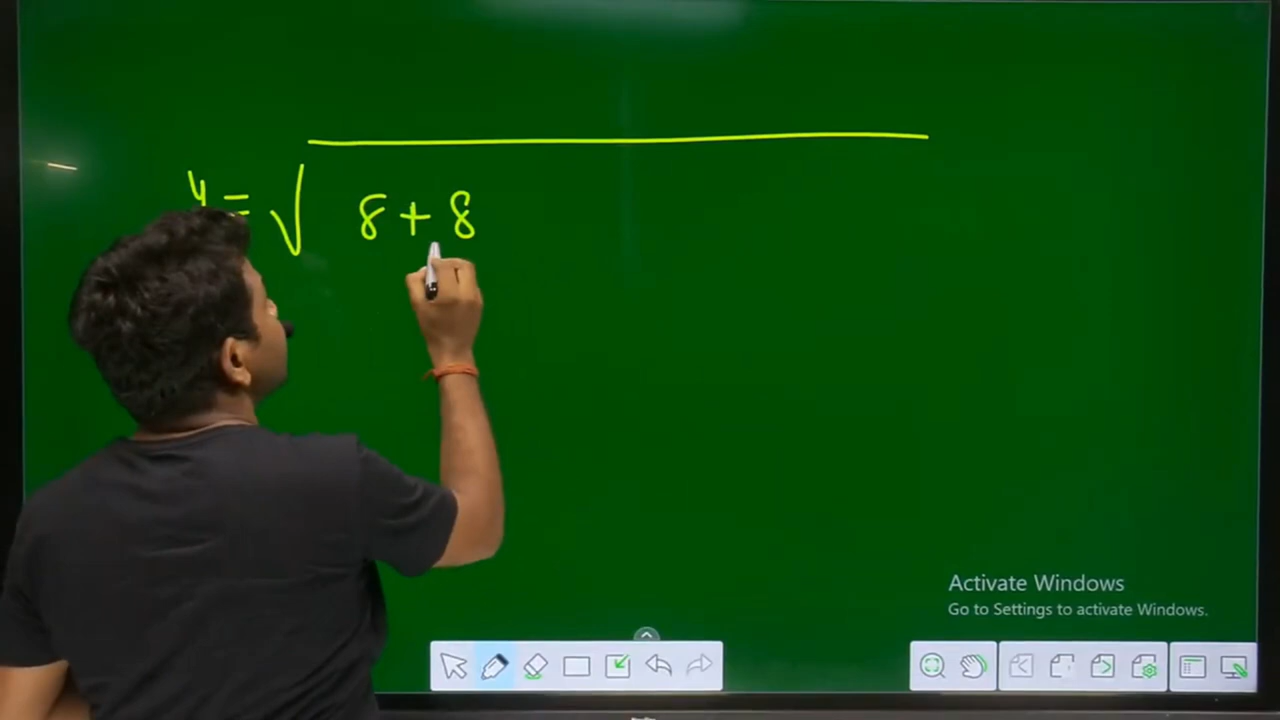 y = √ 8 + 8
Activate Windows
Go to Settings to activate Windows.